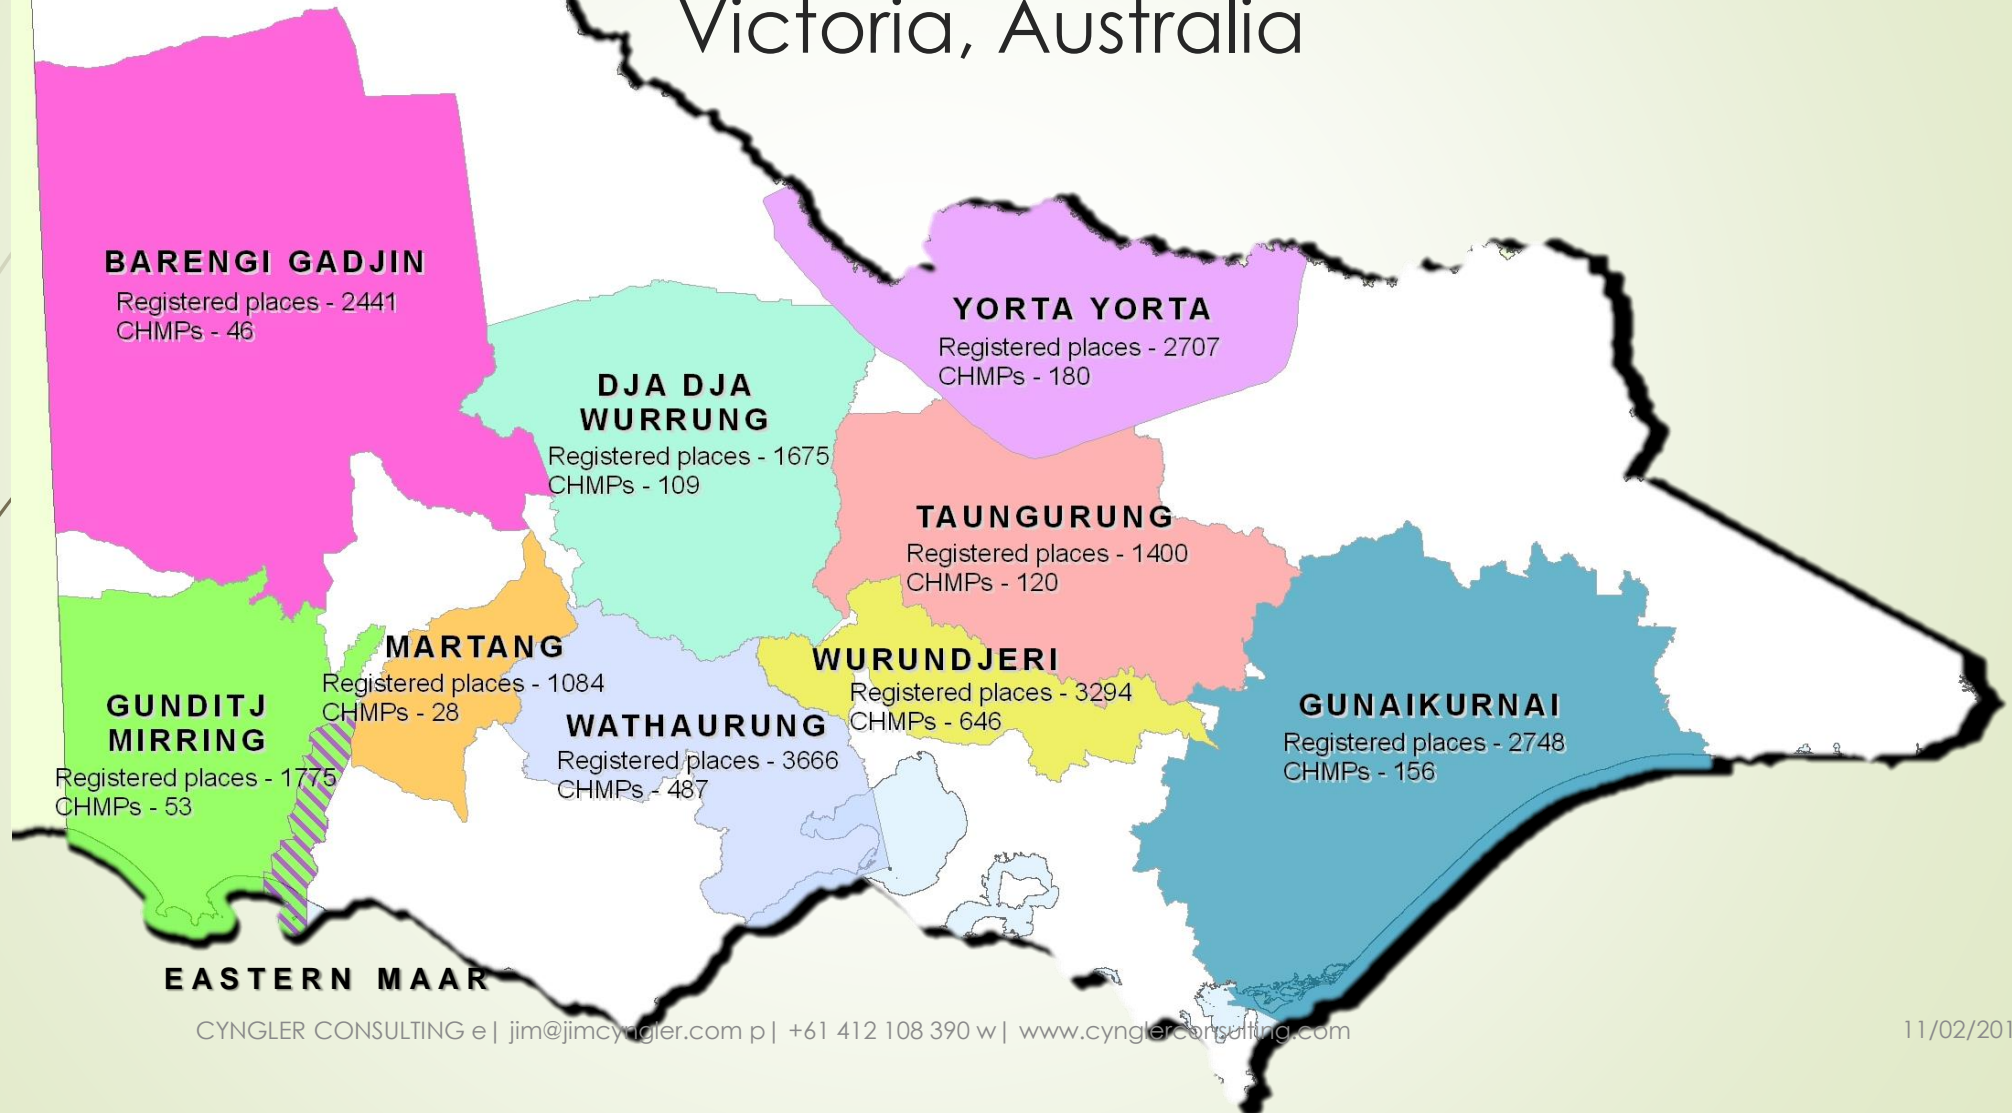 Victoria, Australia
BARENGI GADJIN
Registered places - 2441
CHMPs - 46
YORTA YORTA
Registered places - 2707
CHMPs - 180
DJA DJA
WURRUNG
Registered places - 1675
CHMPs - 109
TAUNGURUNG
Registered places - 1400
CHMPs - 120
MARTANG
Registered places - 1084
CHMPs - 28
WURUNDJERI
Registered places - 3294
CHMPs - 646
GUNDITJ
MIRRING
Registered places - 1775
CHMPs - 53
WATHAURUNG
Registered places - 3666
CHMPs - 487
GUNAIKURNAI
Registered places - 2748
CHMPs - 156
EASTERN MAAR
CYNGLER CONSULTING e| jim@jimcyngler.com p| +61 412 108 390 w| www.cynglerconsulting.com
11/02/201